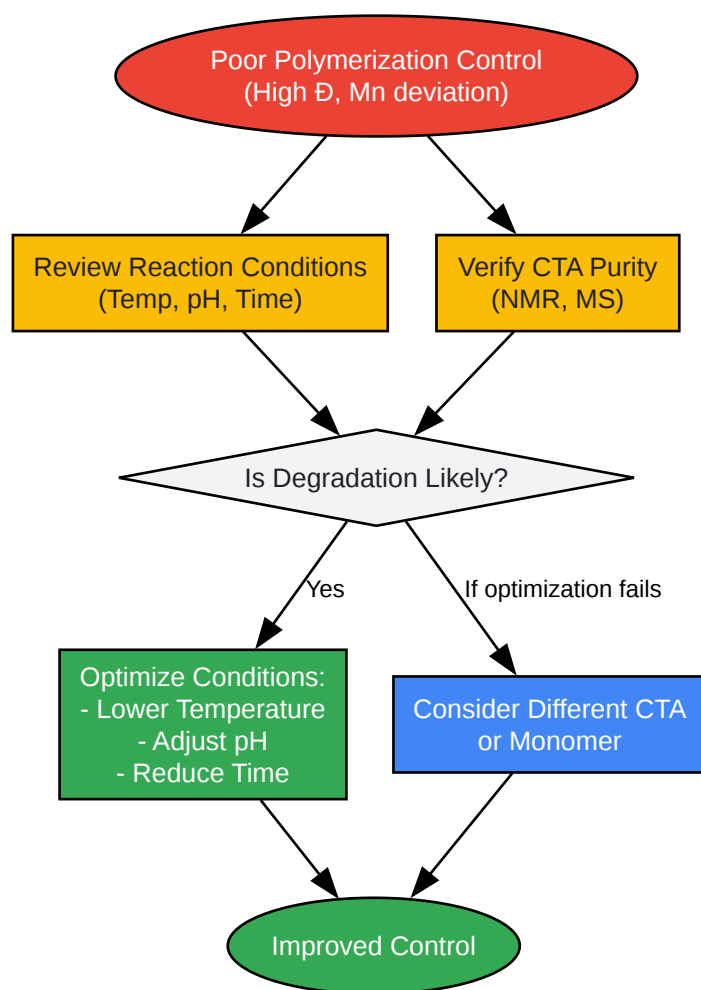 Poor Polymerization Control
(High Đ, Mn deviation)
Review Reaction Conditions
(Temp, pH, Time)
Verify CTA Purity
(NMR, MS)
Is Degradation Likely?
Yes
If optimization fails
Optimize Conditions:
- Lower Temperature
- Adjust pH
- Reduce Time
Consider Different CTA
or Monomer
Improved Control